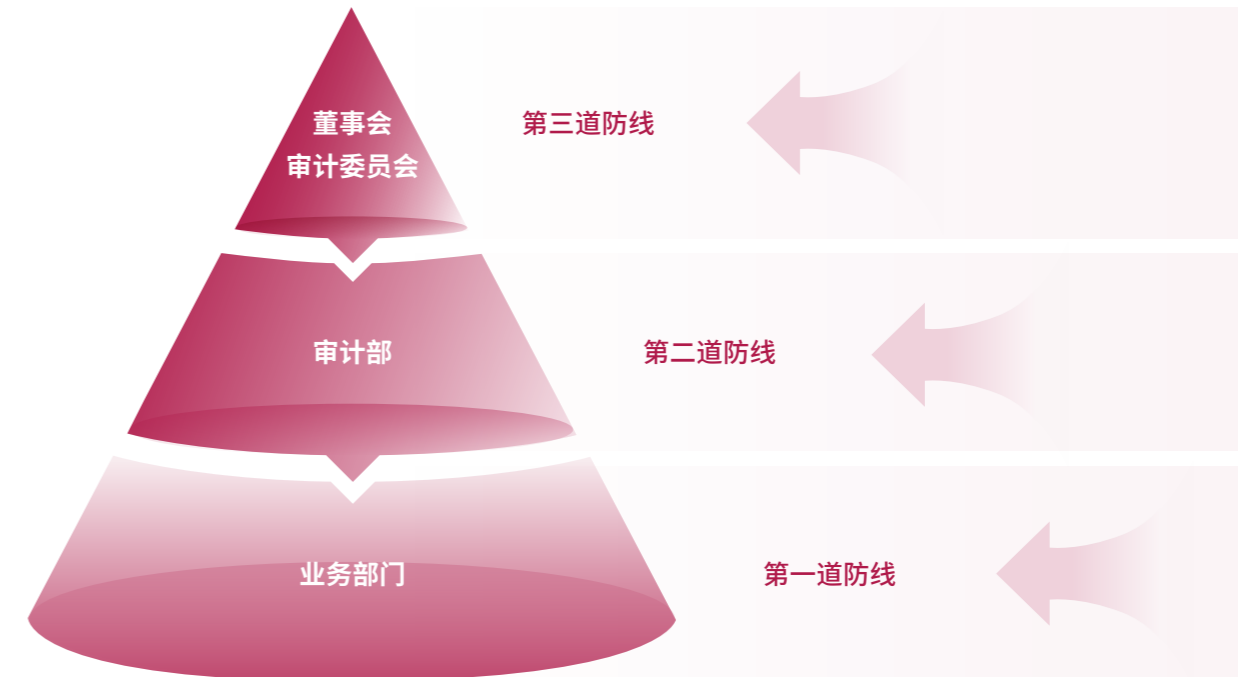 董事会
审计委员会
第三道防线
审计部
第二道防线
业务部门
第一道防线